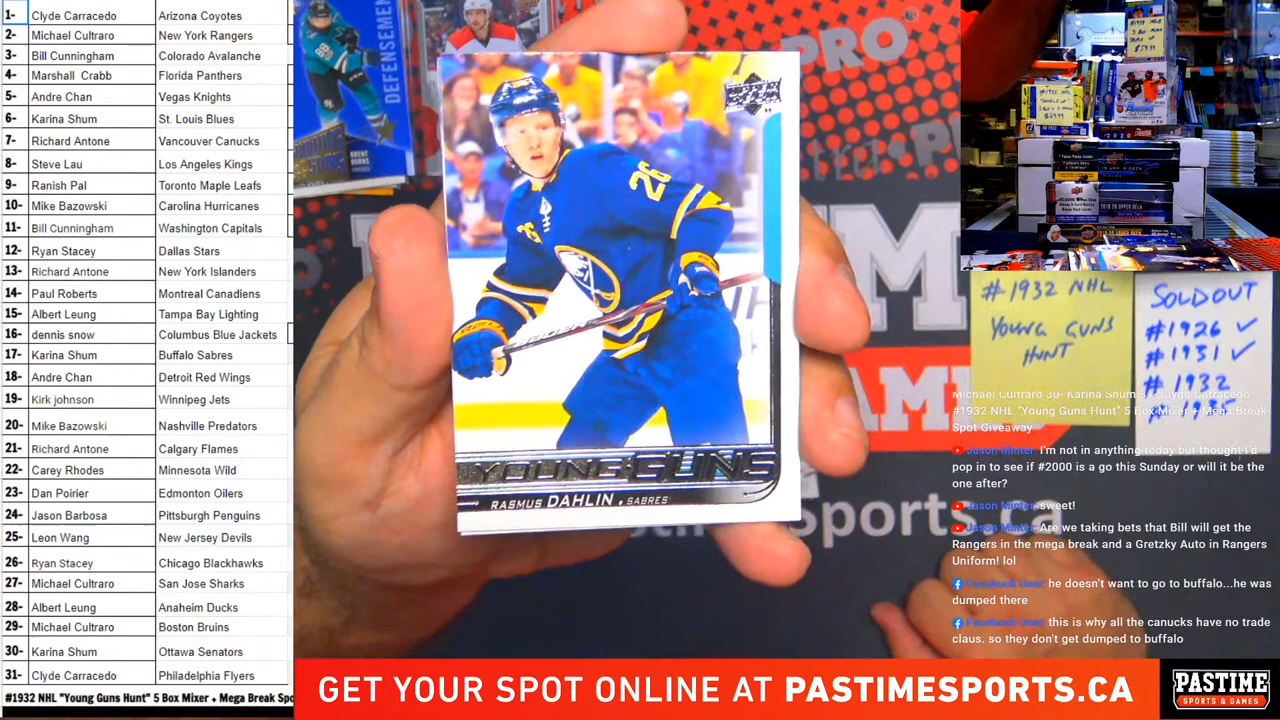 1- Clyde Carracedo Arizona Coyotes
2- Michael Cultraro New York Rangers
3- Bill Cunningham Colorado Avalanche
4- Marshall Crabb Florida Panthers
5- Andre Chan Vegas Knights
6- Karina Shum St. Louis Blues
7- Richard Antone Vancouver Canucks
8- Steve Lau Los Angeles Kings
9- Ranish Pal Toronto Maple Leafs
10- Mike Bazowski Carolina Hurricanes
11- Bill Cunningham Washington Capitals
12- Ryan Stacey Dallas Stars
13- Richard Antone New York Islanders
14- Paul Roberts Montreal Canadiens
15- Albert Leung Tampa Bay Lighting
16- dennis snow Columbus Blue Jackets
17- Karina Shum Buffalo Sabres
18- Andre Chan Detroit Red Wings
19- Kirk johnson Winnipeg Jets
20- Mike Bazowski Nashville Predators
21- Richard Antone Calgary Flames
22- Carey Rhodes Minnesota Wild
23- Dan Poirier Edmonton Oilers
24- Jason Barbosa Pittsburgh Penguins
25- Leon Wang New Jersey Devils
26- Ryan Stacey Chicago Blackhawks
27- Michael Cultraro San Jose Sharks
28- Albert Leung Anaheim Ducks
29- Michael Cultraro Boston Bruins
30- Karina Shum Ottawa Senators
31- Clyde Carracedo Philadelphia Flyers
#1932 NHL "Young Guns Hunt" 5 Box Mixer + Mega Break Spo
DEFENSEMEN
YOUNG GUNS
RASMUS DAHLIN . SABRES
Sports.ca
#1932 NHL
YOUNG GUNS
HUNT
SOLD OUT
#1926 ✓
#1931 ✓
#1932
Michael Cultraro 30- Karina Shum 31- Clyde Carracedo
#1932 NHL "Young Guns Hunt" 5 Box Mixer + Mega Break
Spot Giveaway
Jason Minter I'm not in anything today but thought i'd
pop in to see if #2000 is a go this Sunday or will it be the
one after?
Jason Minter sweet!
Jason Minter Are we taking bets that Bill will get the
Rangers in the mega break and a Gretzky Auto in Rangers
Uniform! lol
Facebook User he doesn't want to go to buffalo...he was
dumped there
Facebook User this is why all the canucks have no trade
claus. so they don't get dumped to buffalo
GET YOUR SPOT ONLINE AT PASTIMESPORTS.CA
PASTIME
SPORTS & GAMES